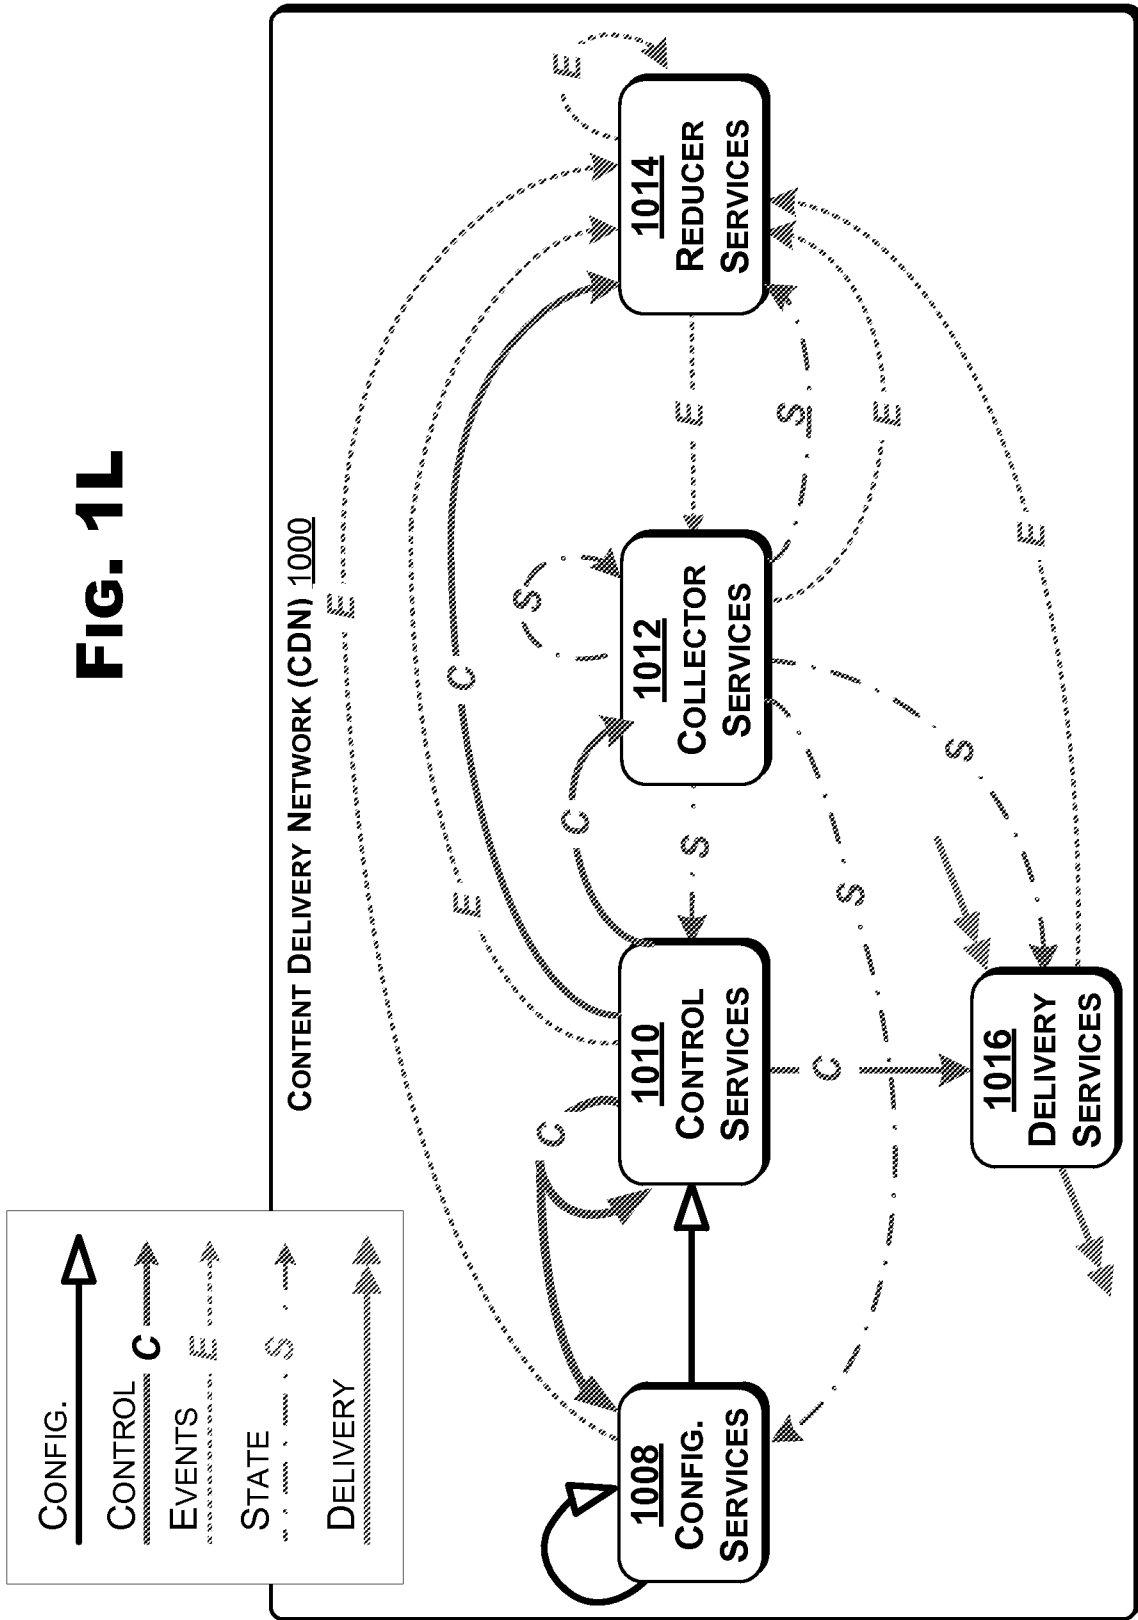 FIG. 1L
CONFIG.
CONTROL
C
EVENTS
E
STATE
S
DELIVERY
CONTENT DELIVERY NETWORK (CDN) 1000
E
E
C
E
C
C
S
1008
CONFIG.
SERVICES
1010
CONTROL
SERVICES
S
1012
COLLECTOR
SERVICES
E
1014
REDUCER
SERVICES
C
S
S
S
E
E
1016
DELIVERY
SERVICES